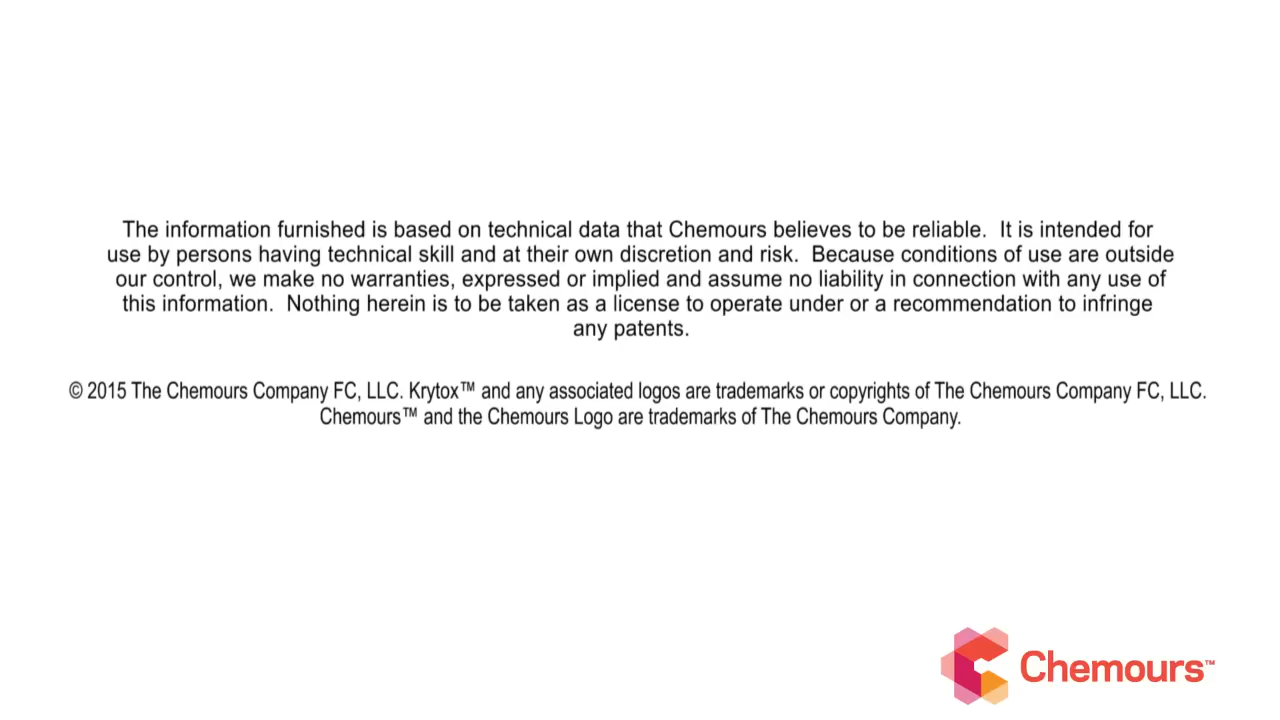 The information furnished is based on technical data that Chemours believes to be reliable.  It is intended for
use by persons having technical skill and at their own discretion and risk.  Because conditions of use are outside
our control, we make no warranties, expressed or implied and assume no liability in connection with any use of
this information.  Nothing herein is to be taken as a license to operate under or a recommendation to infringe
any patents.
© 2015 The Chemours Company FC, LLC. Krytox™ and any associated logos are trademarks or copyrights of The Chemours Company FC, LLC.
Chemours™ and the Chemours Logo are trademarks of The Chemours Company.
Chemours™